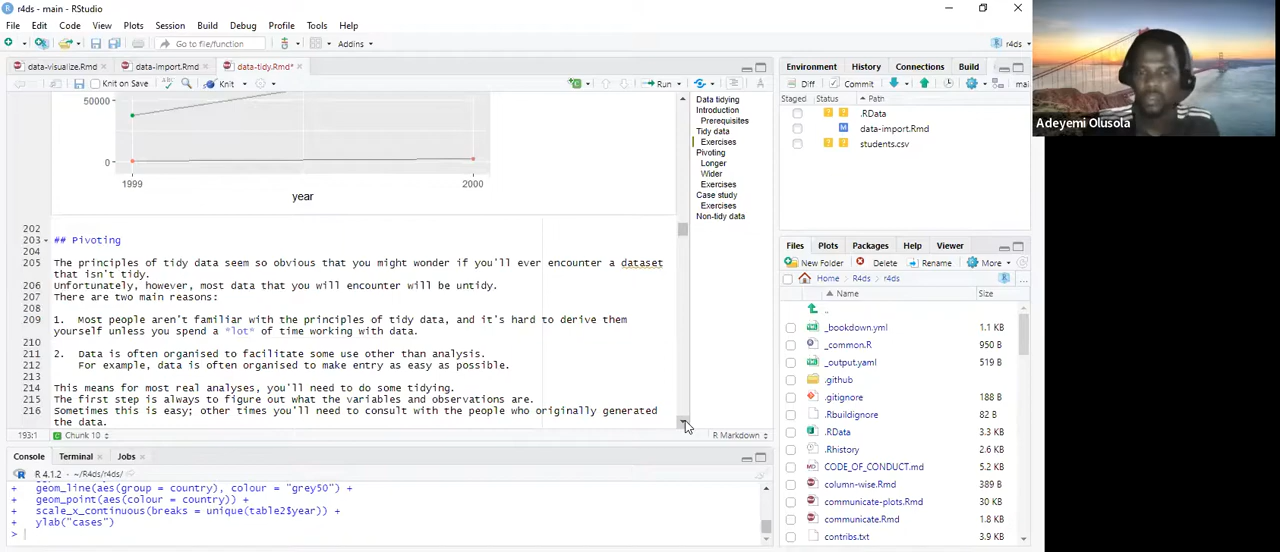 r4ds - main - RStudio
File Edit Code View Plots Session Build Debug Profile Tools Help
Go to file/function Addins r4ds
data-visualize.Rmd data-import.Rmd data-tidy.Rmd*
Knit on Save Knit Run
50000
0
1999 2000
year
202
203 ## Pivoting
204
205 The principles of tidy data seem so obvious that you might wonder if you'll ever encounter a dataset
that isn't tidy.
206 Unfortunately, however, most data that you will encounter will be untidy.
207 There are two main reasons:
208
209 1. Most people aren't familiar with the principles of tidy data, and it's hard to derive them
yourself unless you spend a *lot* of time working with data.
210
211 2. Data is often organised to facilitate some use other than analysis.
212 For example, data is often organised to make entry as easy as possible.
213
214 This means for most real analyses, you'll need to do some tidying.
215 The first step is always to figure out what the variables and observations are.
216 Sometimes this is easy; other times you'll need to consult with the people who originally generated
the data.
193:1 Chunk 10 R Markdown
Data tidying
Introduction
Prerequisites
Tidy data
Exercises
Pivoting
Longer
Wider
Exercises
Case study
Exercises
Non-tidy data
Console Terminal Jobs
R 4.1.2 · ~/R4ds/r4ds/
+ geom_line(aes(group = country), colour = "grey50") +
+ geom_point(aes(colour = country)) +
+ scale_x_continuous(breaks = unique(table2$year)) +
+ ylab("cases")
>
Environment History Connections Build
Diff Commit mai
Staged Status Path
.RData
data-import.Rmd
students.csv
Files Plots Packages Help Viewer
New Folder Delete Rename More
Home R4ds r4ds
Name Size
..
_bookdown.yml 1.1 KB
_common.R 950 B
_output.yaml 519 B
.github
.gitignore 188 B
.Rbuildignore 82 B
.RData 3.3 KB
.Rhistory 2.6 KB
CODE_OF_CONDUCT.md 5.2 KB
column-wise.Rmd 389 B
communicate-plots.Rmd 30 KB
communicate.Rmd 1.8 KB
contribs.txt 3.9 KB
Adeyemi Olusola